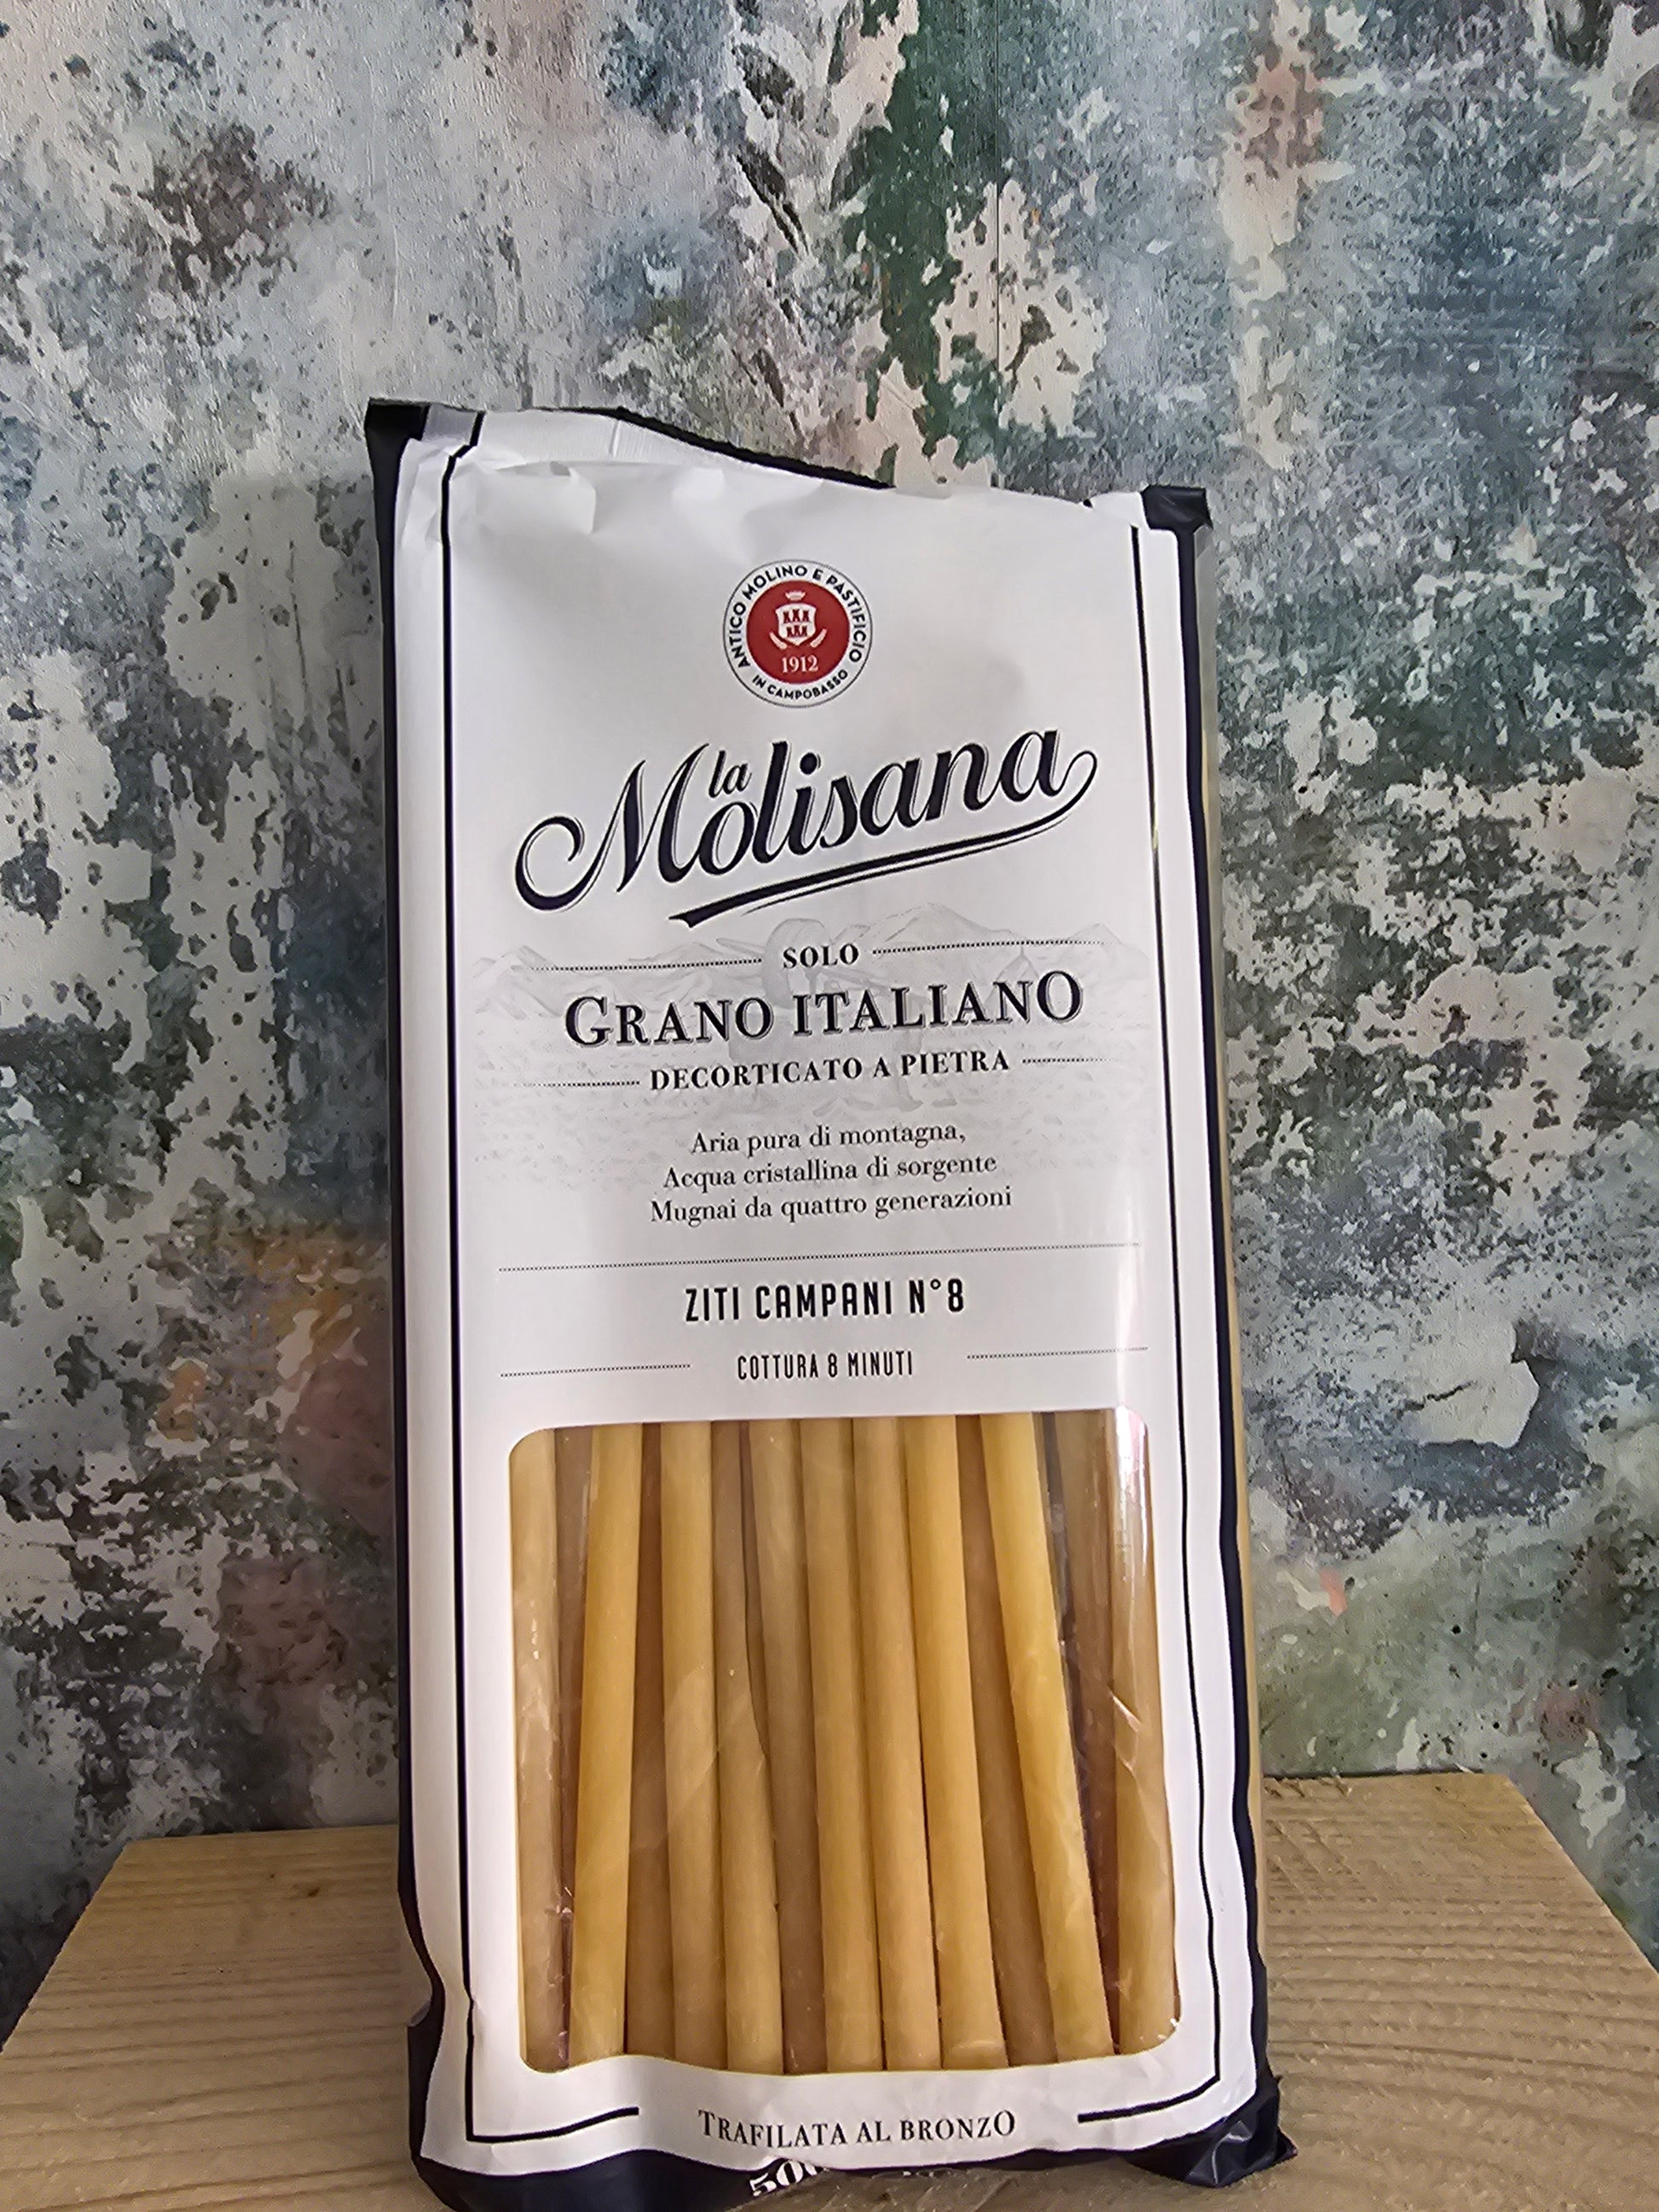 ANTICO MOLINO E PASTIFICIO
1912
IN CAMPOBASSO
la Molisana
SOLO
GRANO ITALIANO
DECORTICATO A PIETRA
Aria pura di montagna,
Acqua cristallina di sorgente
Mugnai da quattro generazioni
ZITI CAMPANI N°8
COTTURA 8 MINUTI
TRAFILATA AL BRONZO